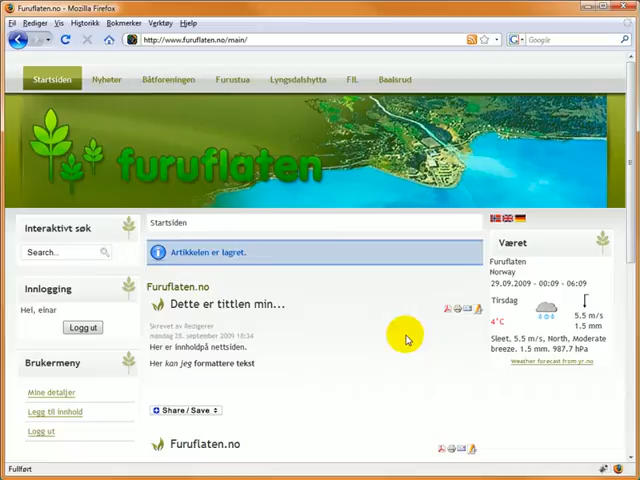 Furuflaten.no - Mozilla Firefox
Fil Rediger Vis Historikk Bokmerker Verktøy Hjelp
http://www.furuflaten.no/main/
Google
Startsiden Nyheter Båtforeningen Furustua Lyngsdalshytta FIL Baalsrud
furuflaten
Interaktivt søk
Search...
Innlogging
Hei, einar
Logg ut
Brukermeny
Mine detaljer
Legg til innhold
Logg ut
Startsiden
Artikkelen er lagret.
Furuflaten.no
Dette er tittlen min...
Skrevet av Redigerer
mandag 28. september 2009 18:34
Her er innholdpå nettsiden.
Her kan jeg formattere tekst
Share / Save
Furuflaten.no
Været
Furuflaten
Norway
29.09.2009 - 00:09 - 06:09
Tirsdag
4°C
5.5 m/s
1.5 mm
Sleet. 5.5 m/s, North, Moderate
breeze. 1.5 mm. 987.7 hPa
Weather forecast from yr.no
Fullført